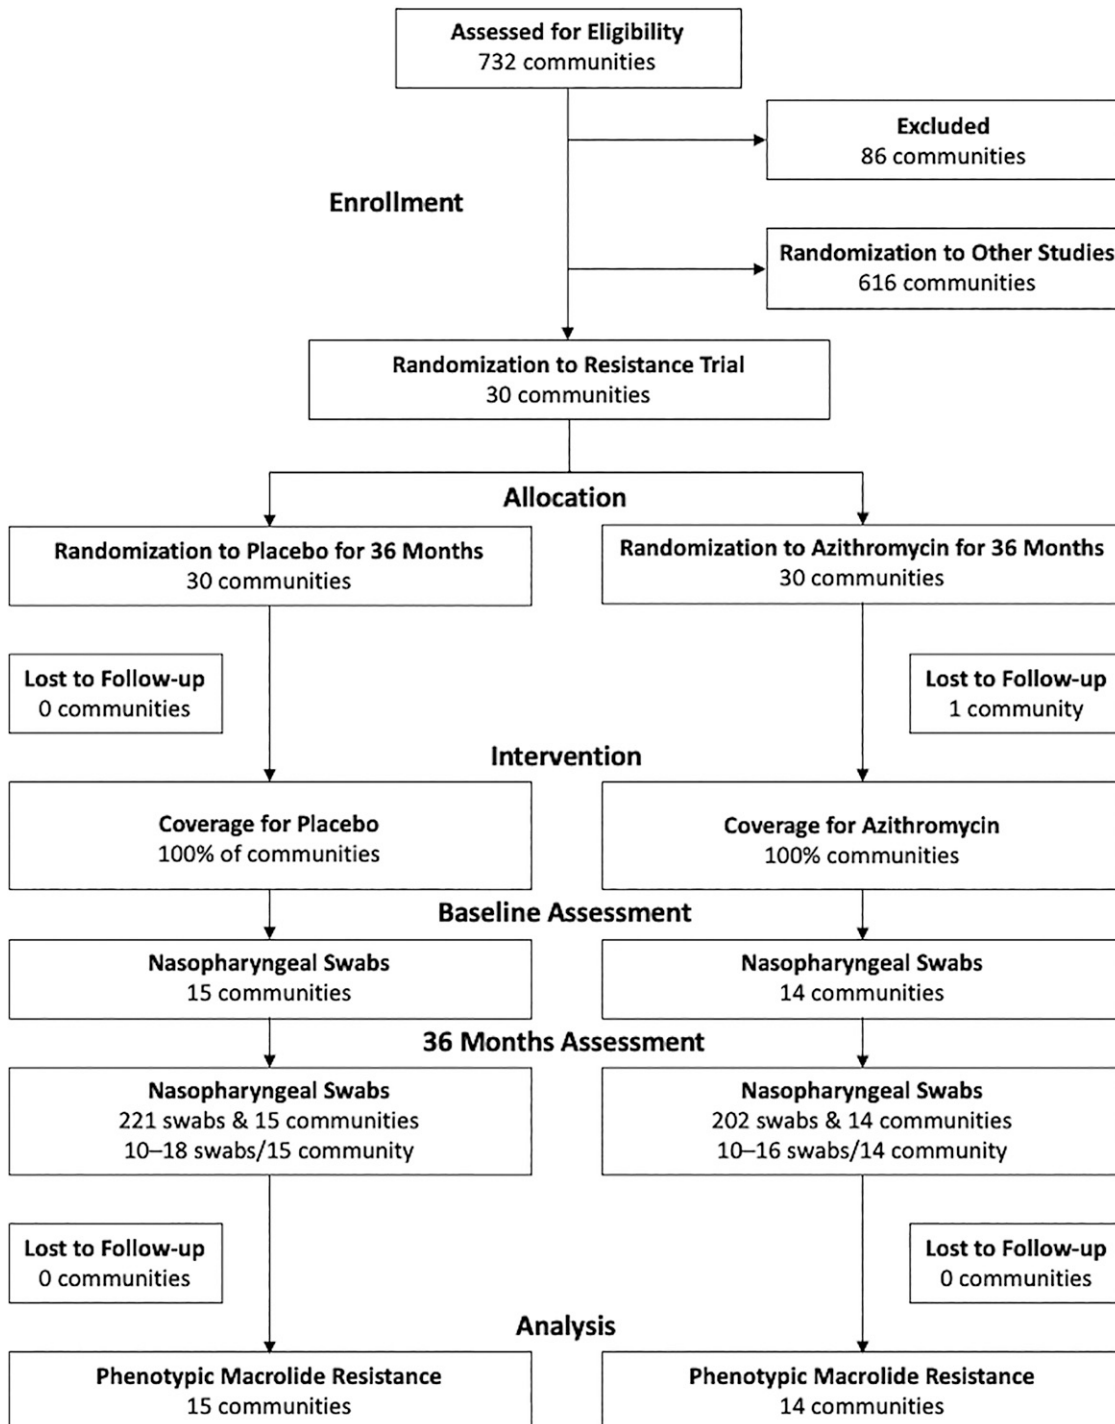 Assessed for Eligibility
732 communities
Excluded
86 communities
Enrollment
Randomization to Other Studies
616 communities
Randomization to Resistance Trial
30 communities
Allocation
Randomization to Placebo for 36 Months
30 communities
Randomization to Azithromycin for 36 Months
30 communities
Lost to Follow-up
0 communities
Lost to Follow-up
1 community
Intervention
Coverage for Placebo
100% of communities
Coverage for Azithromycin
100% communities
Baseline Assessment
Nasopharyngeal Swabs
15 communities
Nasopharyngeal Swabs
14 communities
36 Months Assessment
Nasopharyngeal Swabs
221 swabs & 15 communities
10–18 swabs/15 community
Nasopharyngeal Swabs
202 swabs & 14 communities
10–16 swabs/14 community
Lost to Follow-up
0 communities
Lost to Follow-up
0 communities
Analysis
Phenotypic Macrolide Resistance
15 communities
Phenotypic Macrolide Resistance
14 communities